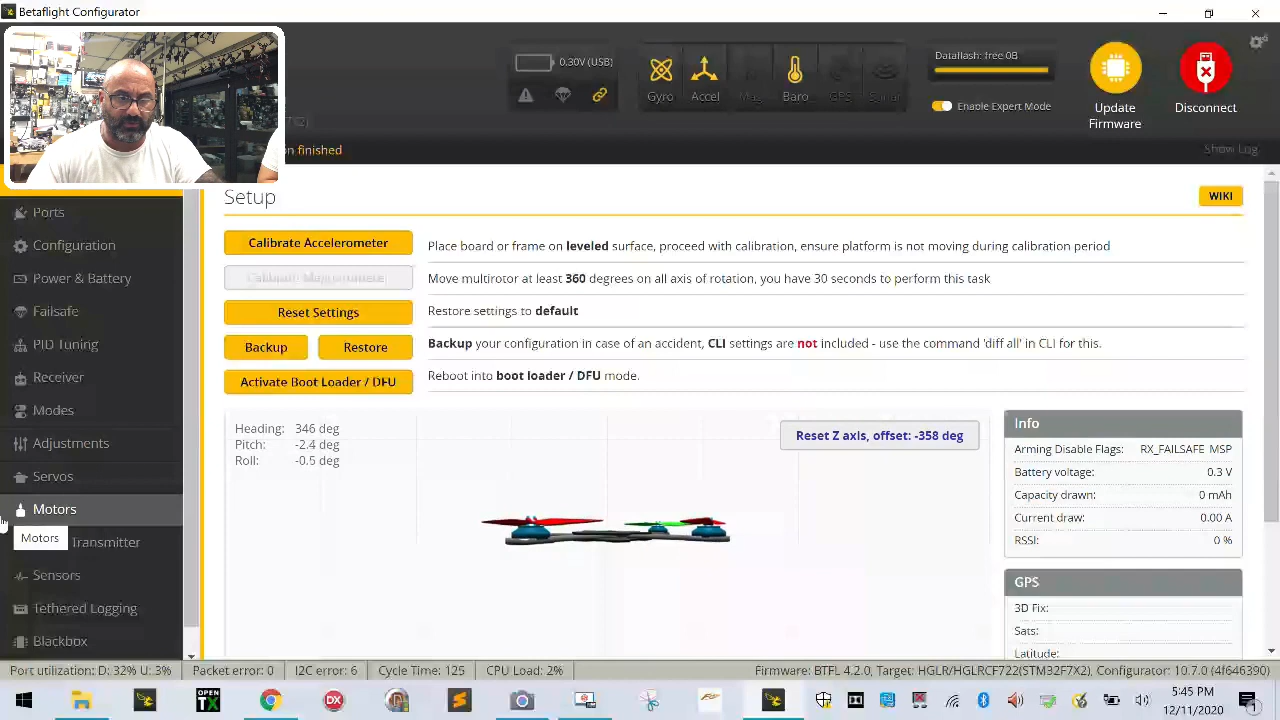 Betaflight Configurator
0.30V (USB)
Gyro
Accel
Mag
Baro
GPS
Sonar
Dataflash: free 0B
Enable Expert Mode
Update
Firmware
Disconnect
n finished
Show Log
Ports
Configuration
Power & Battery
Failsafe
PID Tuning
Receiver
Modes
Adjustments
Servos
Motors
Motors
Transmitter
Sensors
Tethered Logging
Blackbox
Setup
WIKI
Calibrate Accelerometer
Place board or frame on leveled surface, proceed with calibration, ensure platform is not moving during calibration period
Calibrate Magnetometer
Move multirotor at least 360 degrees on all axis of rotation, you have 30 seconds to perform this task
Reset Settings
Restore settings to default
Backup
Restore
Backup your configuration in case of an accident, CLI settings are not included - use the command 'diff all' in CLI for this.
Activate Boot Loader / DFU
Reboot into boot loader / DFU mode.
Heading: 346 deg
Pitch: -2.4 deg
Roll: -0.5 deg
Reset Z axis, offset: -358 deg
Info
Arming Disable Flags: RX_FAILSAFE MSP
Battery voltage: 0.3 V
Capacity drawn: 0 mAh
Current draw: 0.00 A
RSSI: 0 %
GPS
3D Fix:
Sats:
Latitude:
Port utilization: D: 32% U: 3%
Packet error: 0
I2C error: 6
Cycle Time: 125
CPU Load: 2%
Firmware: BTFL 4.2.0, Target: HGLR/HGLRCF722(STM32F7X2), Configurator: 10.7.0 (4f646390)
OPEN
TX
DX
5:45 PM
12/11/2020